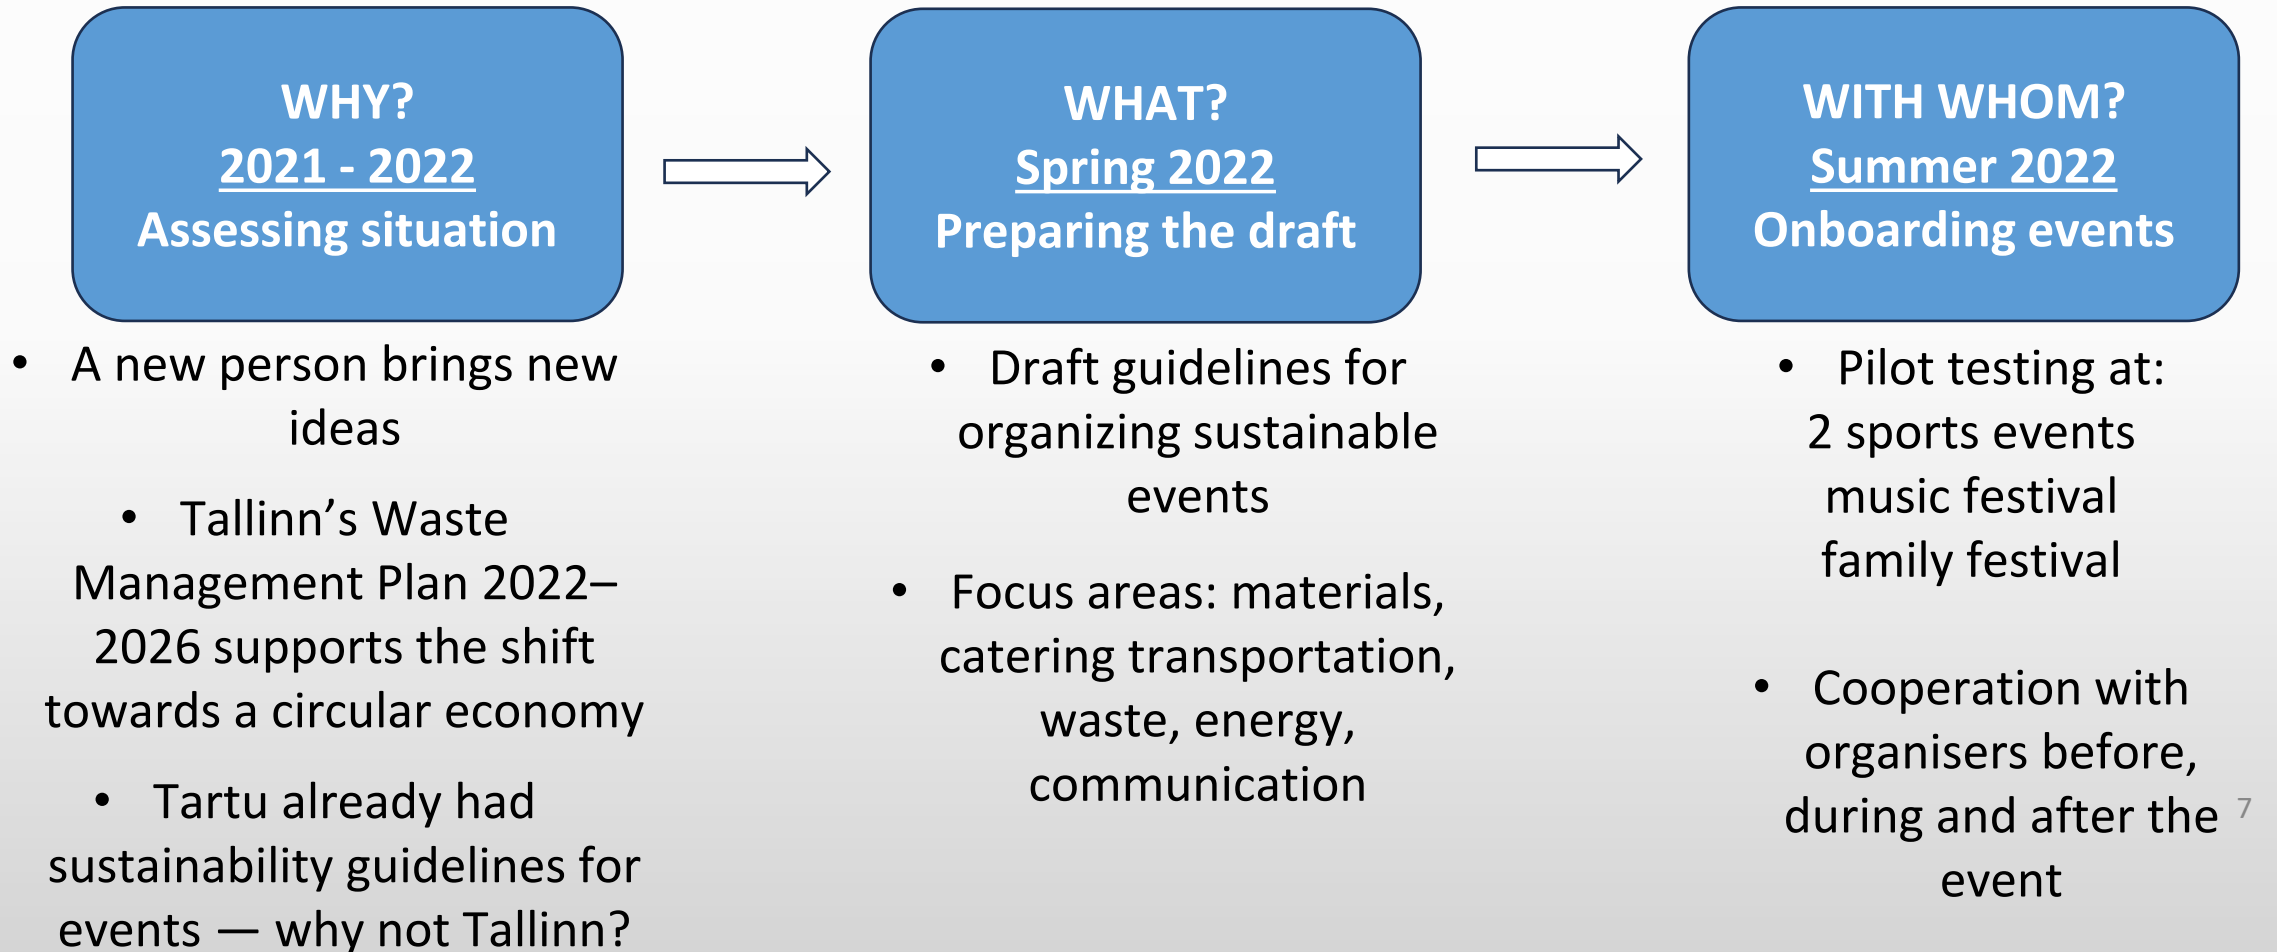 WHY?
2021 - 2022
Assessing situation
• A new person brings new
ideas
• Tallinn’s Waste
Management Plan 2022–
2026 supports the shift
towards a circular economy
• Tartu already had
sustainability guidelines for
events — why not Tallinn?
WHAT?
Spring 2022
Preparing the draft
• Draft guidelines for
organizing sustainable
events
• Focus areas: materials,
catering transportation,
waste, energy,
communication
WITH WHOM?
Summer 2022
Onboarding events
• Pilot testing at:
2 sports events
music festival
family festival
• Cooperation with
organisers before,
during and after the
event
7